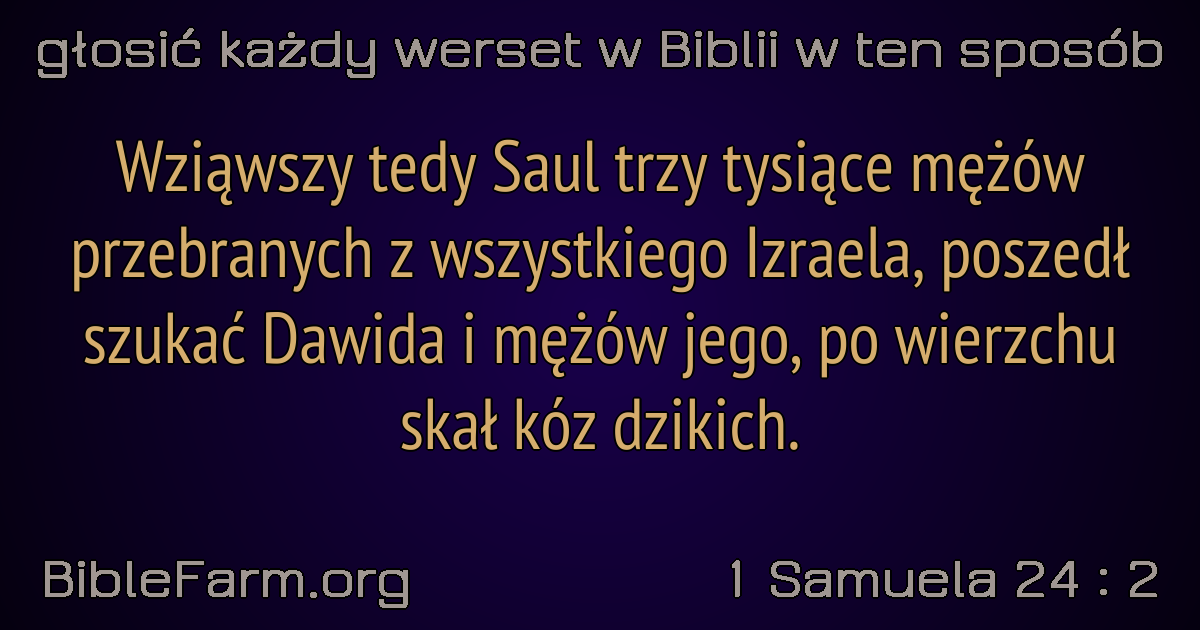 głosić każdy werset w Biblii w ten sposób
Wziąwszy tedy Saul trzy tysiące mężów
przebranych z wszystkiego Izraela, poszedł
szukać Dawida i mężów jego, po wierzchu
skał kóz dzikich.
BibleFarm.org
1 Samuela 24 : 2